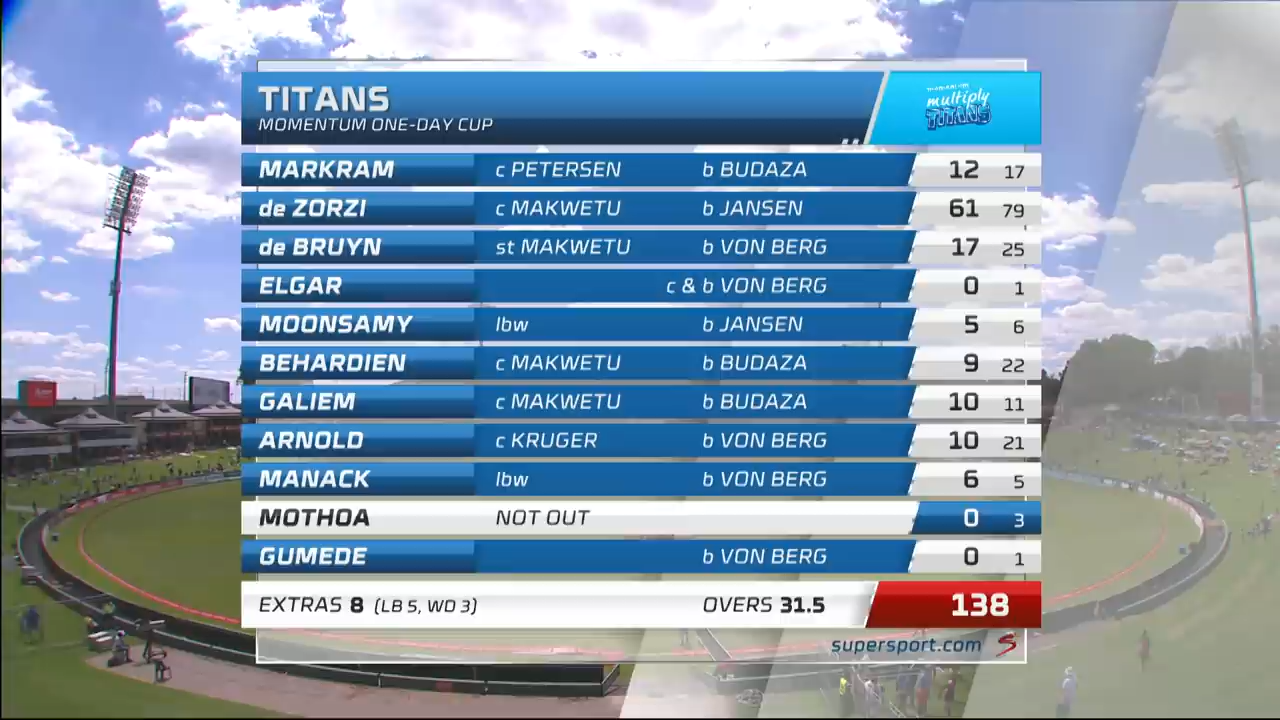 TITANS
MOMENTUM ONE-DAY CUP
multiply
TITANS
MARKRAM c PETERSEN b BUDAZA 12 17
de ZORZI c MAKWETU b JANSEN 61 79
de BRUYN st MAKWETU b VON BERG 17 25
ELGAR c & b VON BERG 0 1
MOONSAMY lbw b JANSEN 5 6
BEHARDIEN c MAKWETU b BUDAZA 9 22
GALIEM c MAKWETU b BUDAZA 10 11
ARNOLD c KRUGER b VON BERG 10 21
MANACK lbw b VON BERG 6 5
MOTHOA NOT OUT 0 3
GUMEDE b VON BERG 0 1
EXTRAS 8 (LB 5, WD 3) OVERS 31.5 138
supersport.com S